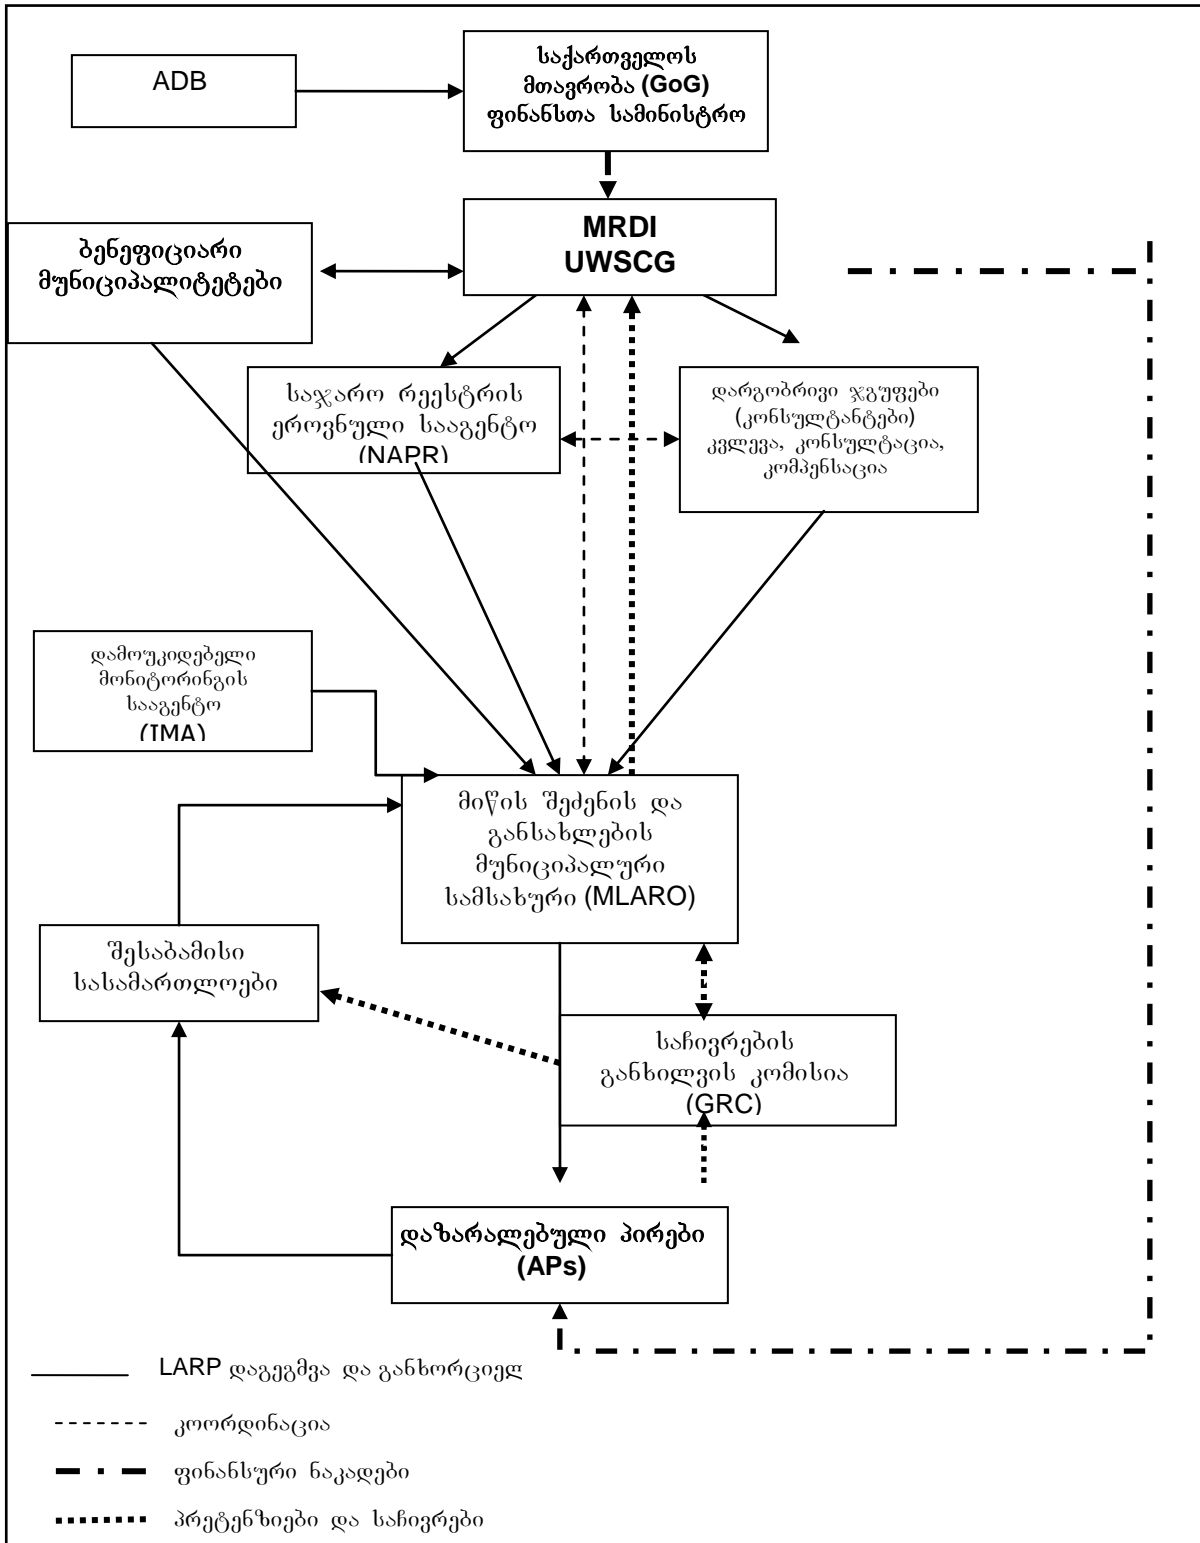 ADB
საქართველოს
მთავრობა (GoG)
ფინანსთა სამინისტრო
MRDI
UWSCG
ბენეფიციარი
მუნიციპალიტეტები
საჯარო რეესტრის
ეროვნული სააგენტო
(NAPR)
დარგობრივი ჯგუფები
(კონსულტანტები)
კვლევა, კონსულტაცია,
კომპენსაცია
დამოუკიდებელი
მონიტორინგის
სააგენტო
(IMA)
მიწის შეძენის და
განსახლების
მუნიციპალური
სამსახური (MLARO)
შესაბამისი
სასამართლოები
საჩივრების
განხილვის კომისია
(GRC)
დაზარალებული პირები
(APs)
LARP დაგეგმვა და განხორციელ
კოორდინაცია
ფინანსური ნაკადები
პრეტენზიები და საჩივრები